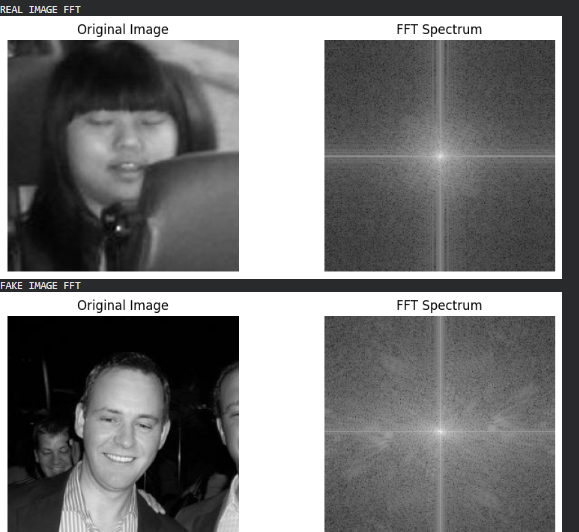 REAL IMAGE FFT
Original Image
FFT Spectrum
FAKE IMAGE FFT
Original Image
FFT Spectrum